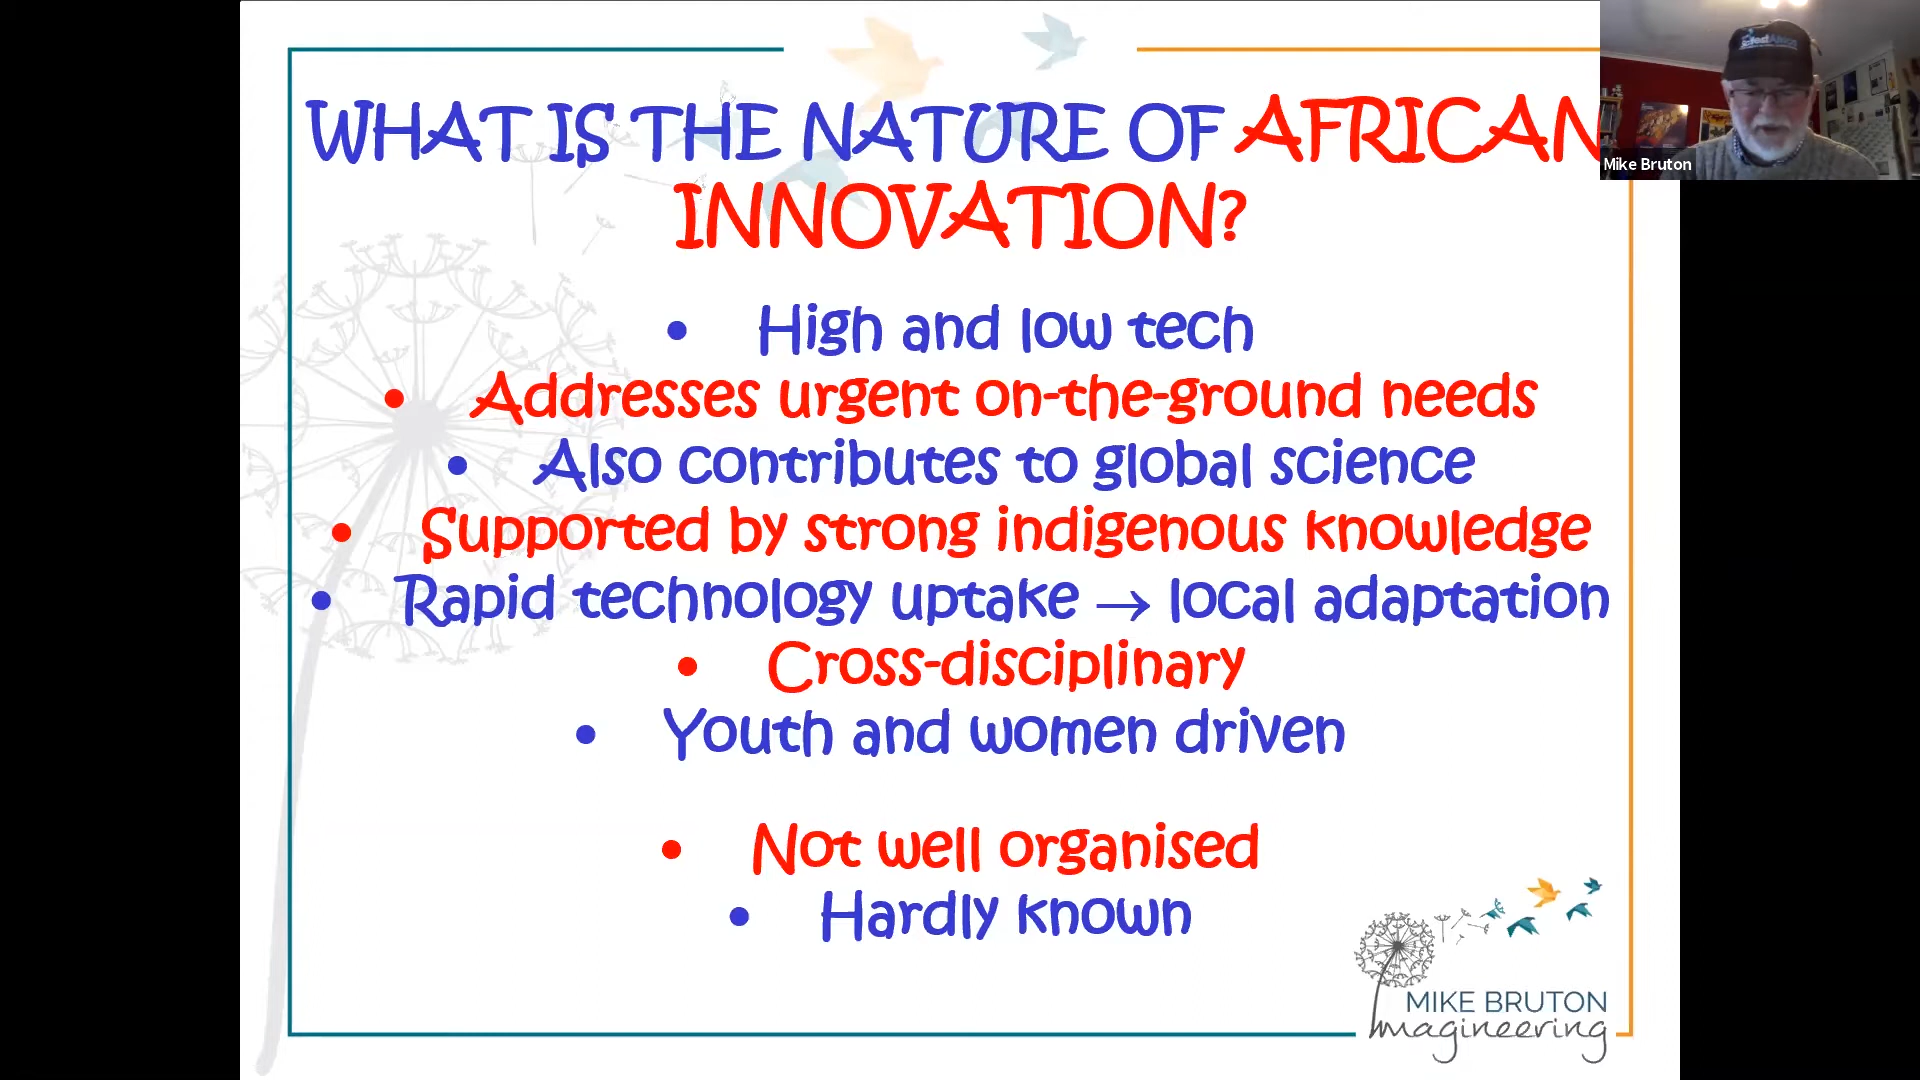 WHAT IS THE NATURE OF AFRICAN
INNOVATION?
Mike Bruton
• High and low tech
• Addresses urgent on-the-ground needs
• Also contributes to global science
• Supported by strong indigenous knowledge
• Rapid technology uptake → local adaptation
• Cross-disciplinary
• Youth and women driven
• Not well organised
• Hardly known
MIKE BRUTON
Imagineering